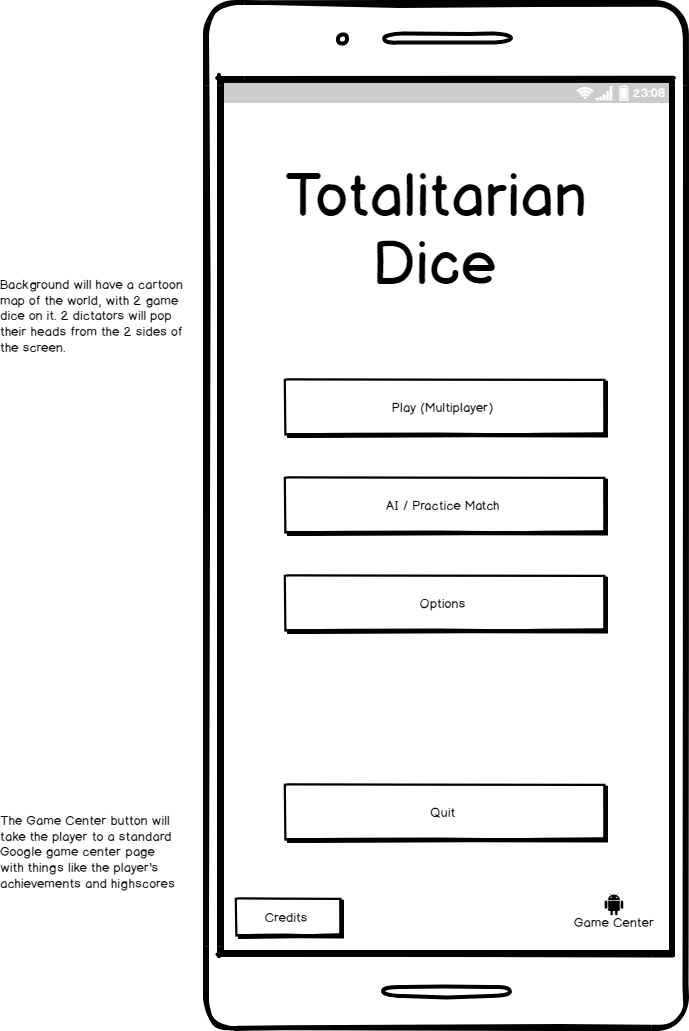 23:08
Totalitarian
Dice
Background will have a cartoon
map of the world, with 2 game
dice on it. 2 dictators will pop
their heads from the 2 sides of
the screen.
Play (Multiplayer)
AI / Practice Match
Options
Quit
The Game Center button will
take the player to a standard
Google game center page
with things like the player's
achievements and highscores
Credits
Game Center